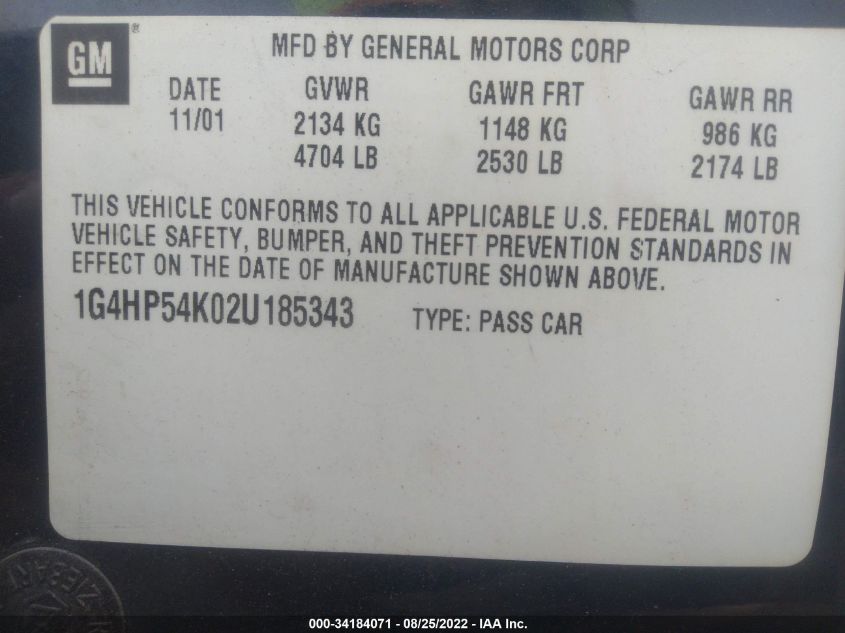 GM ®
MFD BY GENERAL MOTORS CORP
DATE GVWR GAWR FRT GAWR RR
11/01 2134 KG 1148 KG 986 KG
4704 LB 2530 LB 2174 LB
THIS VEHICLE CONFORMS TO ALL APPLICABLE U.S. FEDERAL MOTOR
VEHICLE SAFETY, BUMPER, AND THEFT PREVENTION STANDARDS IN
EFFECT ON THE DATE OF MANUFACTURE SHOWN ABOVE.
1G4HP54K02U185343 TYPE: PASS CAR
ZIEBART
000-34184071 - 08/25/2022 - IAA Inc.